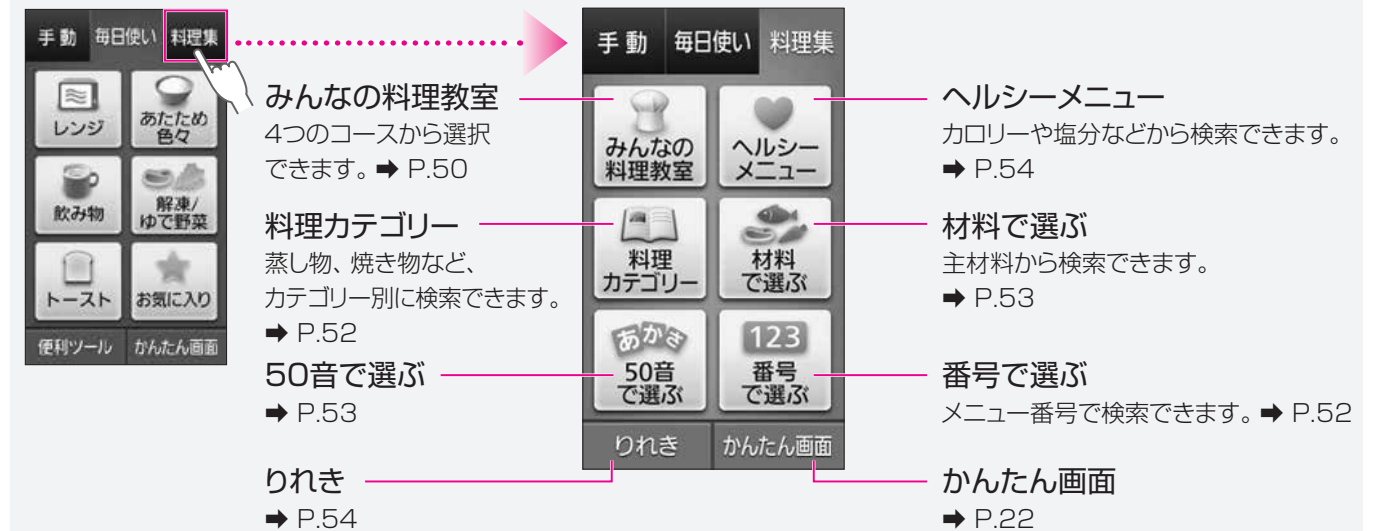 手動 毎日使い 料理集
レンジ
あたため
色々
飲み物
解凍/
ゆで野菜
トースト
お気に入り
便利ツール かんたん画面
みんなの料理教室
4つのコースから選択
できます。➡ P.50
料理カテゴリー
蒸し物、焼き物など、
カテゴリー別に検索できます。
➡ P.52
50音で選ぶ
➡ P.53
りれき
➡ P.54
手動 毎日使い 料理集
みんなの
料理教室
ヘルシー
メニュー
料理
カテゴリー
材料
で選ぶ
あかさ
50音
で選ぶ
123
番号
で選ぶ
りれき かんたん画面
ヘルシーメニュー
カロリーや塩分などから検索できます。
➡ P.54
材料で選ぶ
主材料から検索できます。
➡ P.53
番号で選ぶ
メニュー番号で検索できます。➡ P.52
かんたん画面
➡ P.22